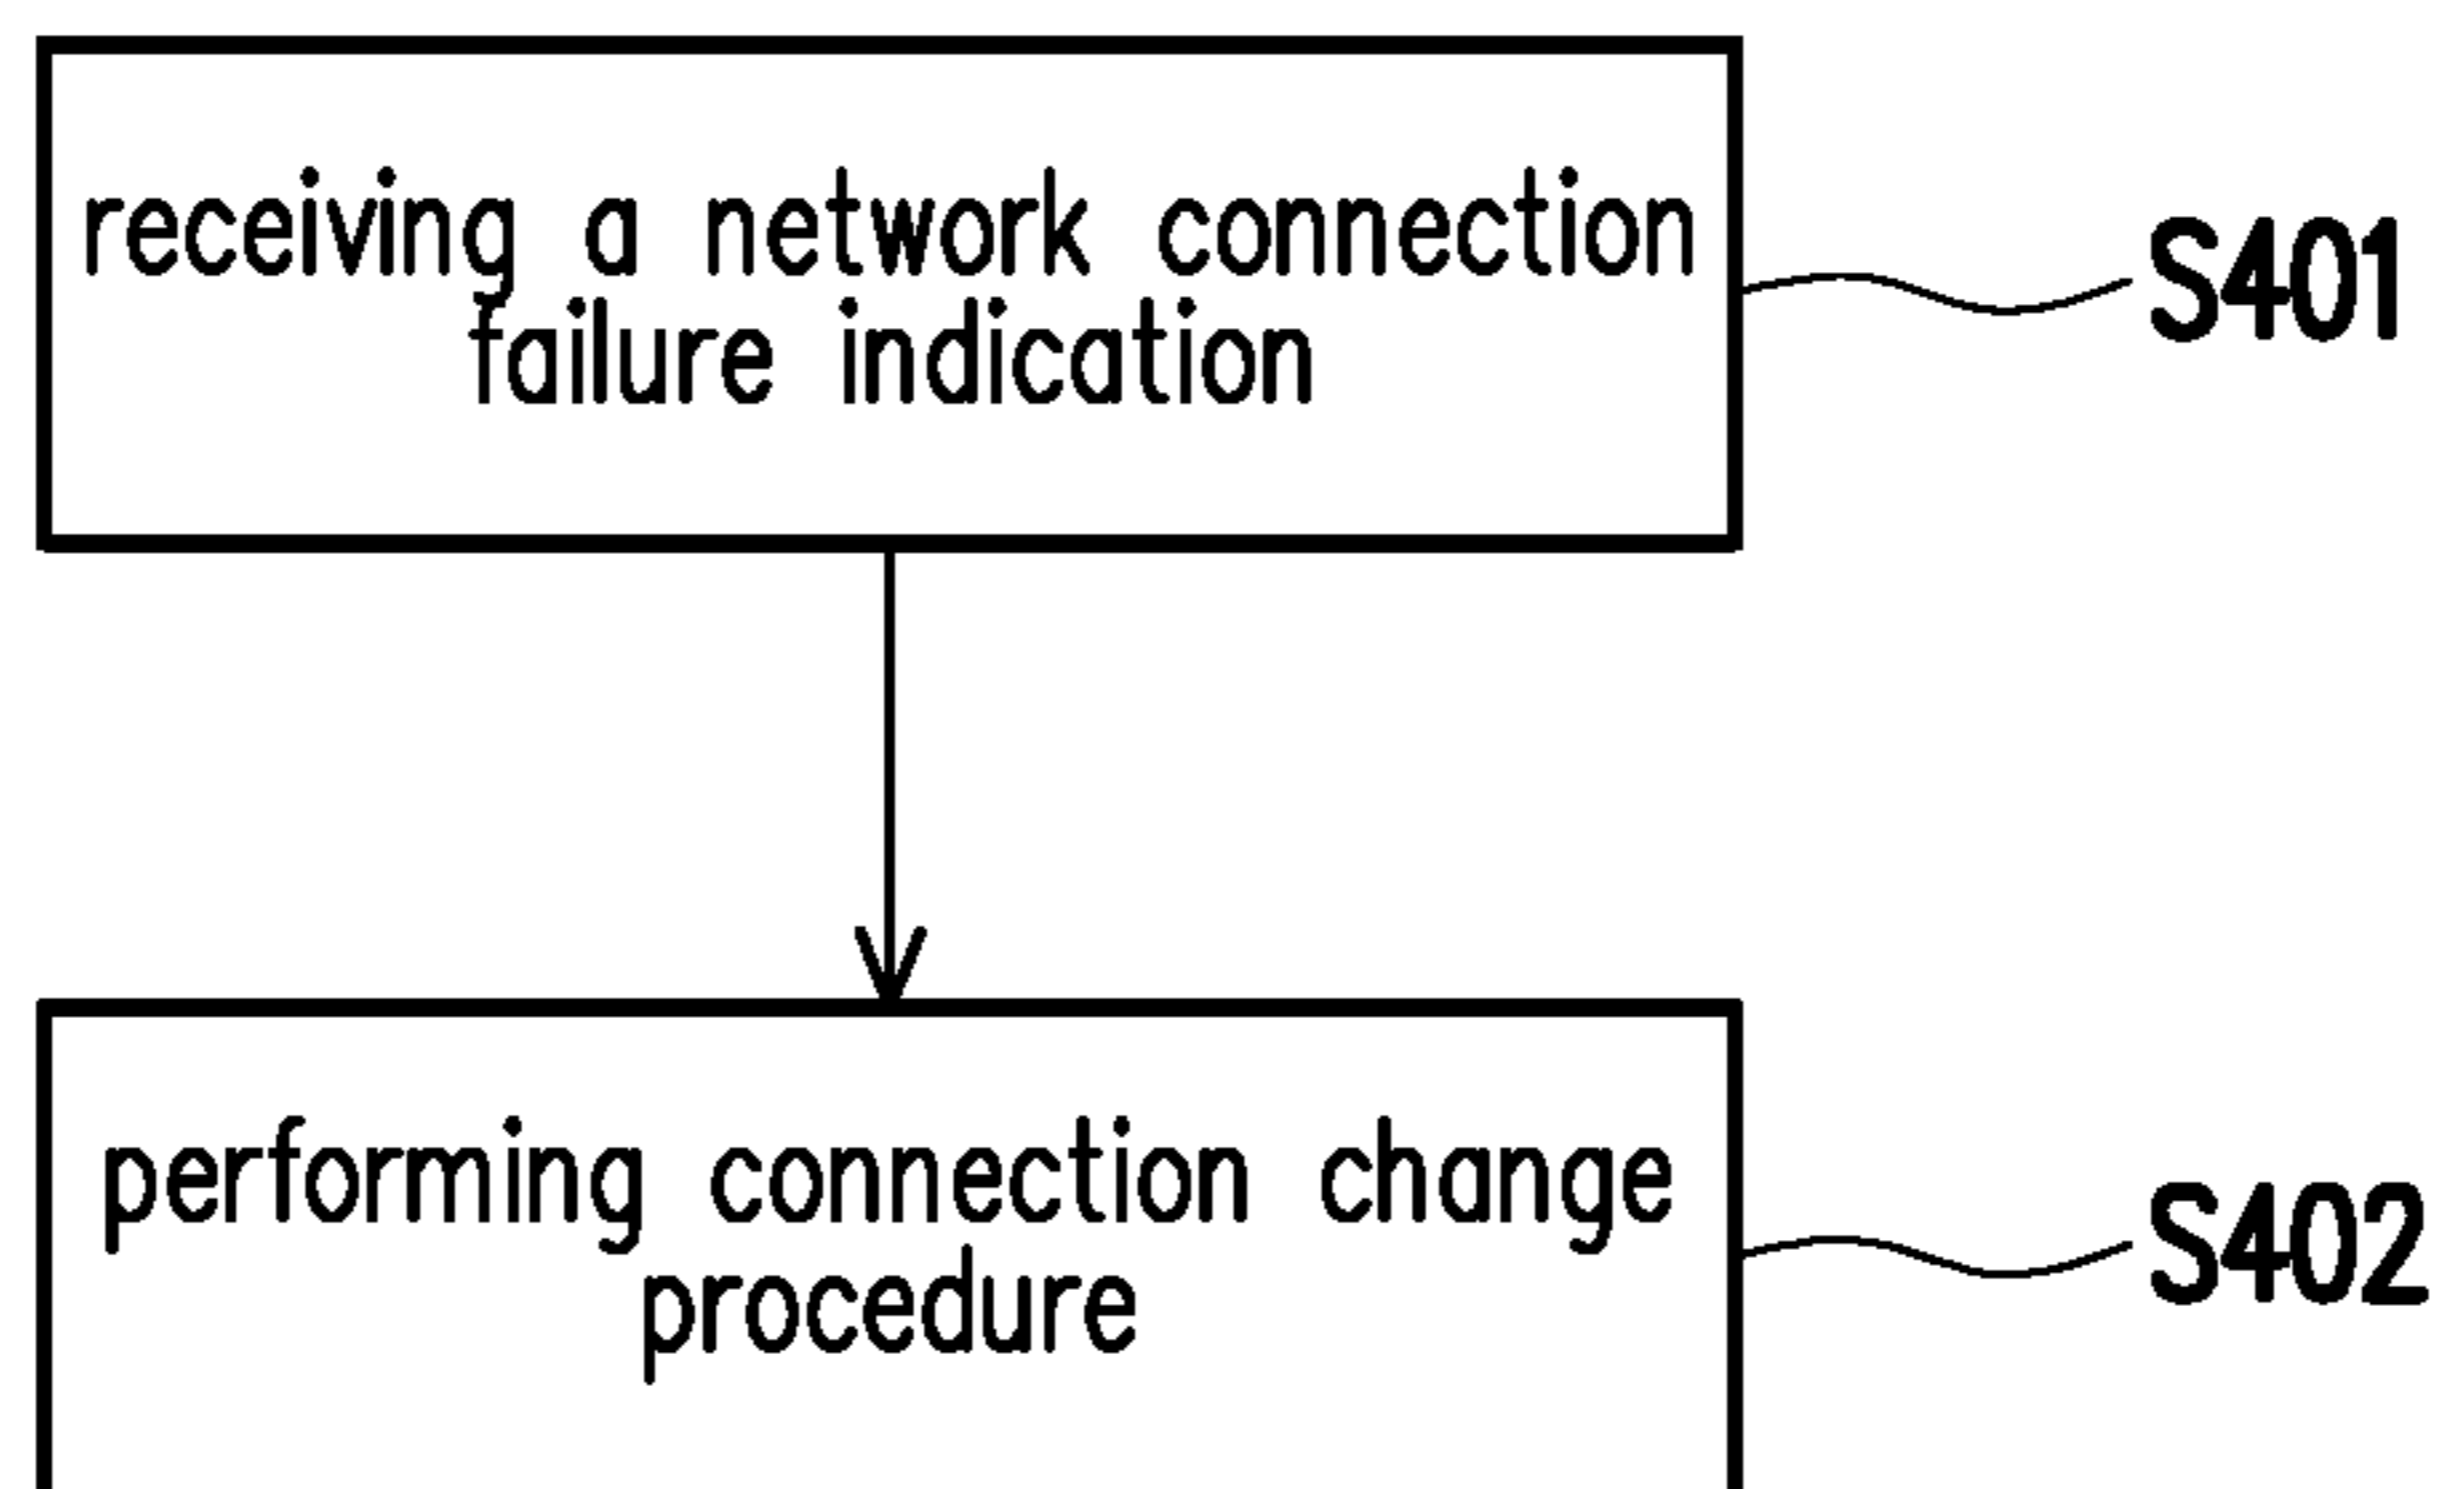 receiving a network connection
failure indication
S401
performing connection change
procedure
S402